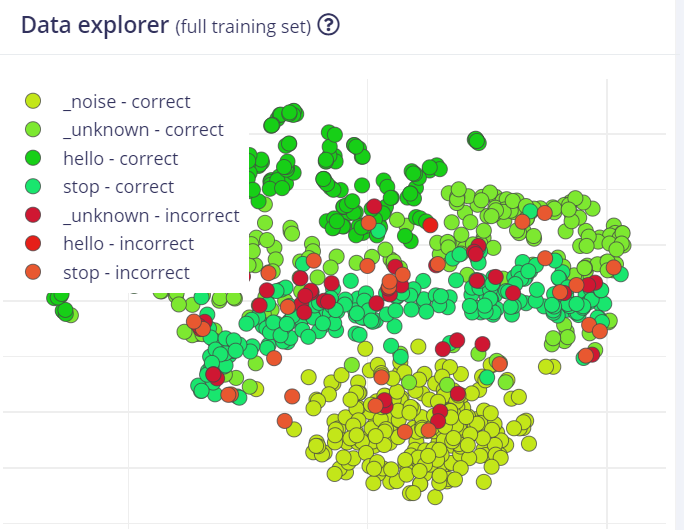 Data explorer (full training set) ?
_noise - correct
_unknown - correct
hello - correct
stop - correct
_unknown - incorrect
hello - incorrect
stop - incorrect